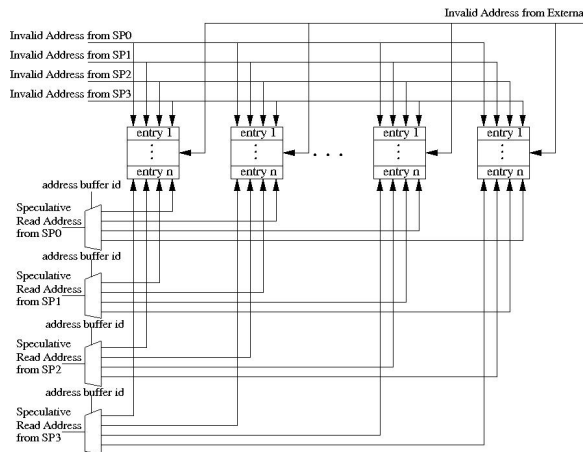 Invalid Address from Externa
Invalid Address from SP0
Invalid Address from SP1
Invalid Address from SP2
Invalid Address from SP3
entry 1 entry 1 entry 1 entry 1
. . .
entry n entry n entry n entry n
address buffer id
Speculative
Read Address
from SP0
address buffer id
Speculative
Read Address
from SP1
address buffer id
Speculative
Read Address
from SP2
address buffer id
Speculative
Read Address
from SP3